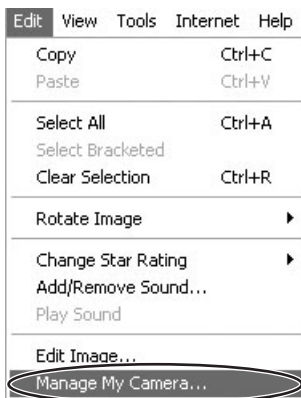 Edit View Tools Internet Help
Copy Ctrl+C
Paste Ctrl+V
Select All Ctrl+A
Select Bracketed
Clear Selection Ctrl+R
Rotate Image
Change Star Rating
Add/Remove Sound...
Play Sound
Edit Image...
Manage My Camera...